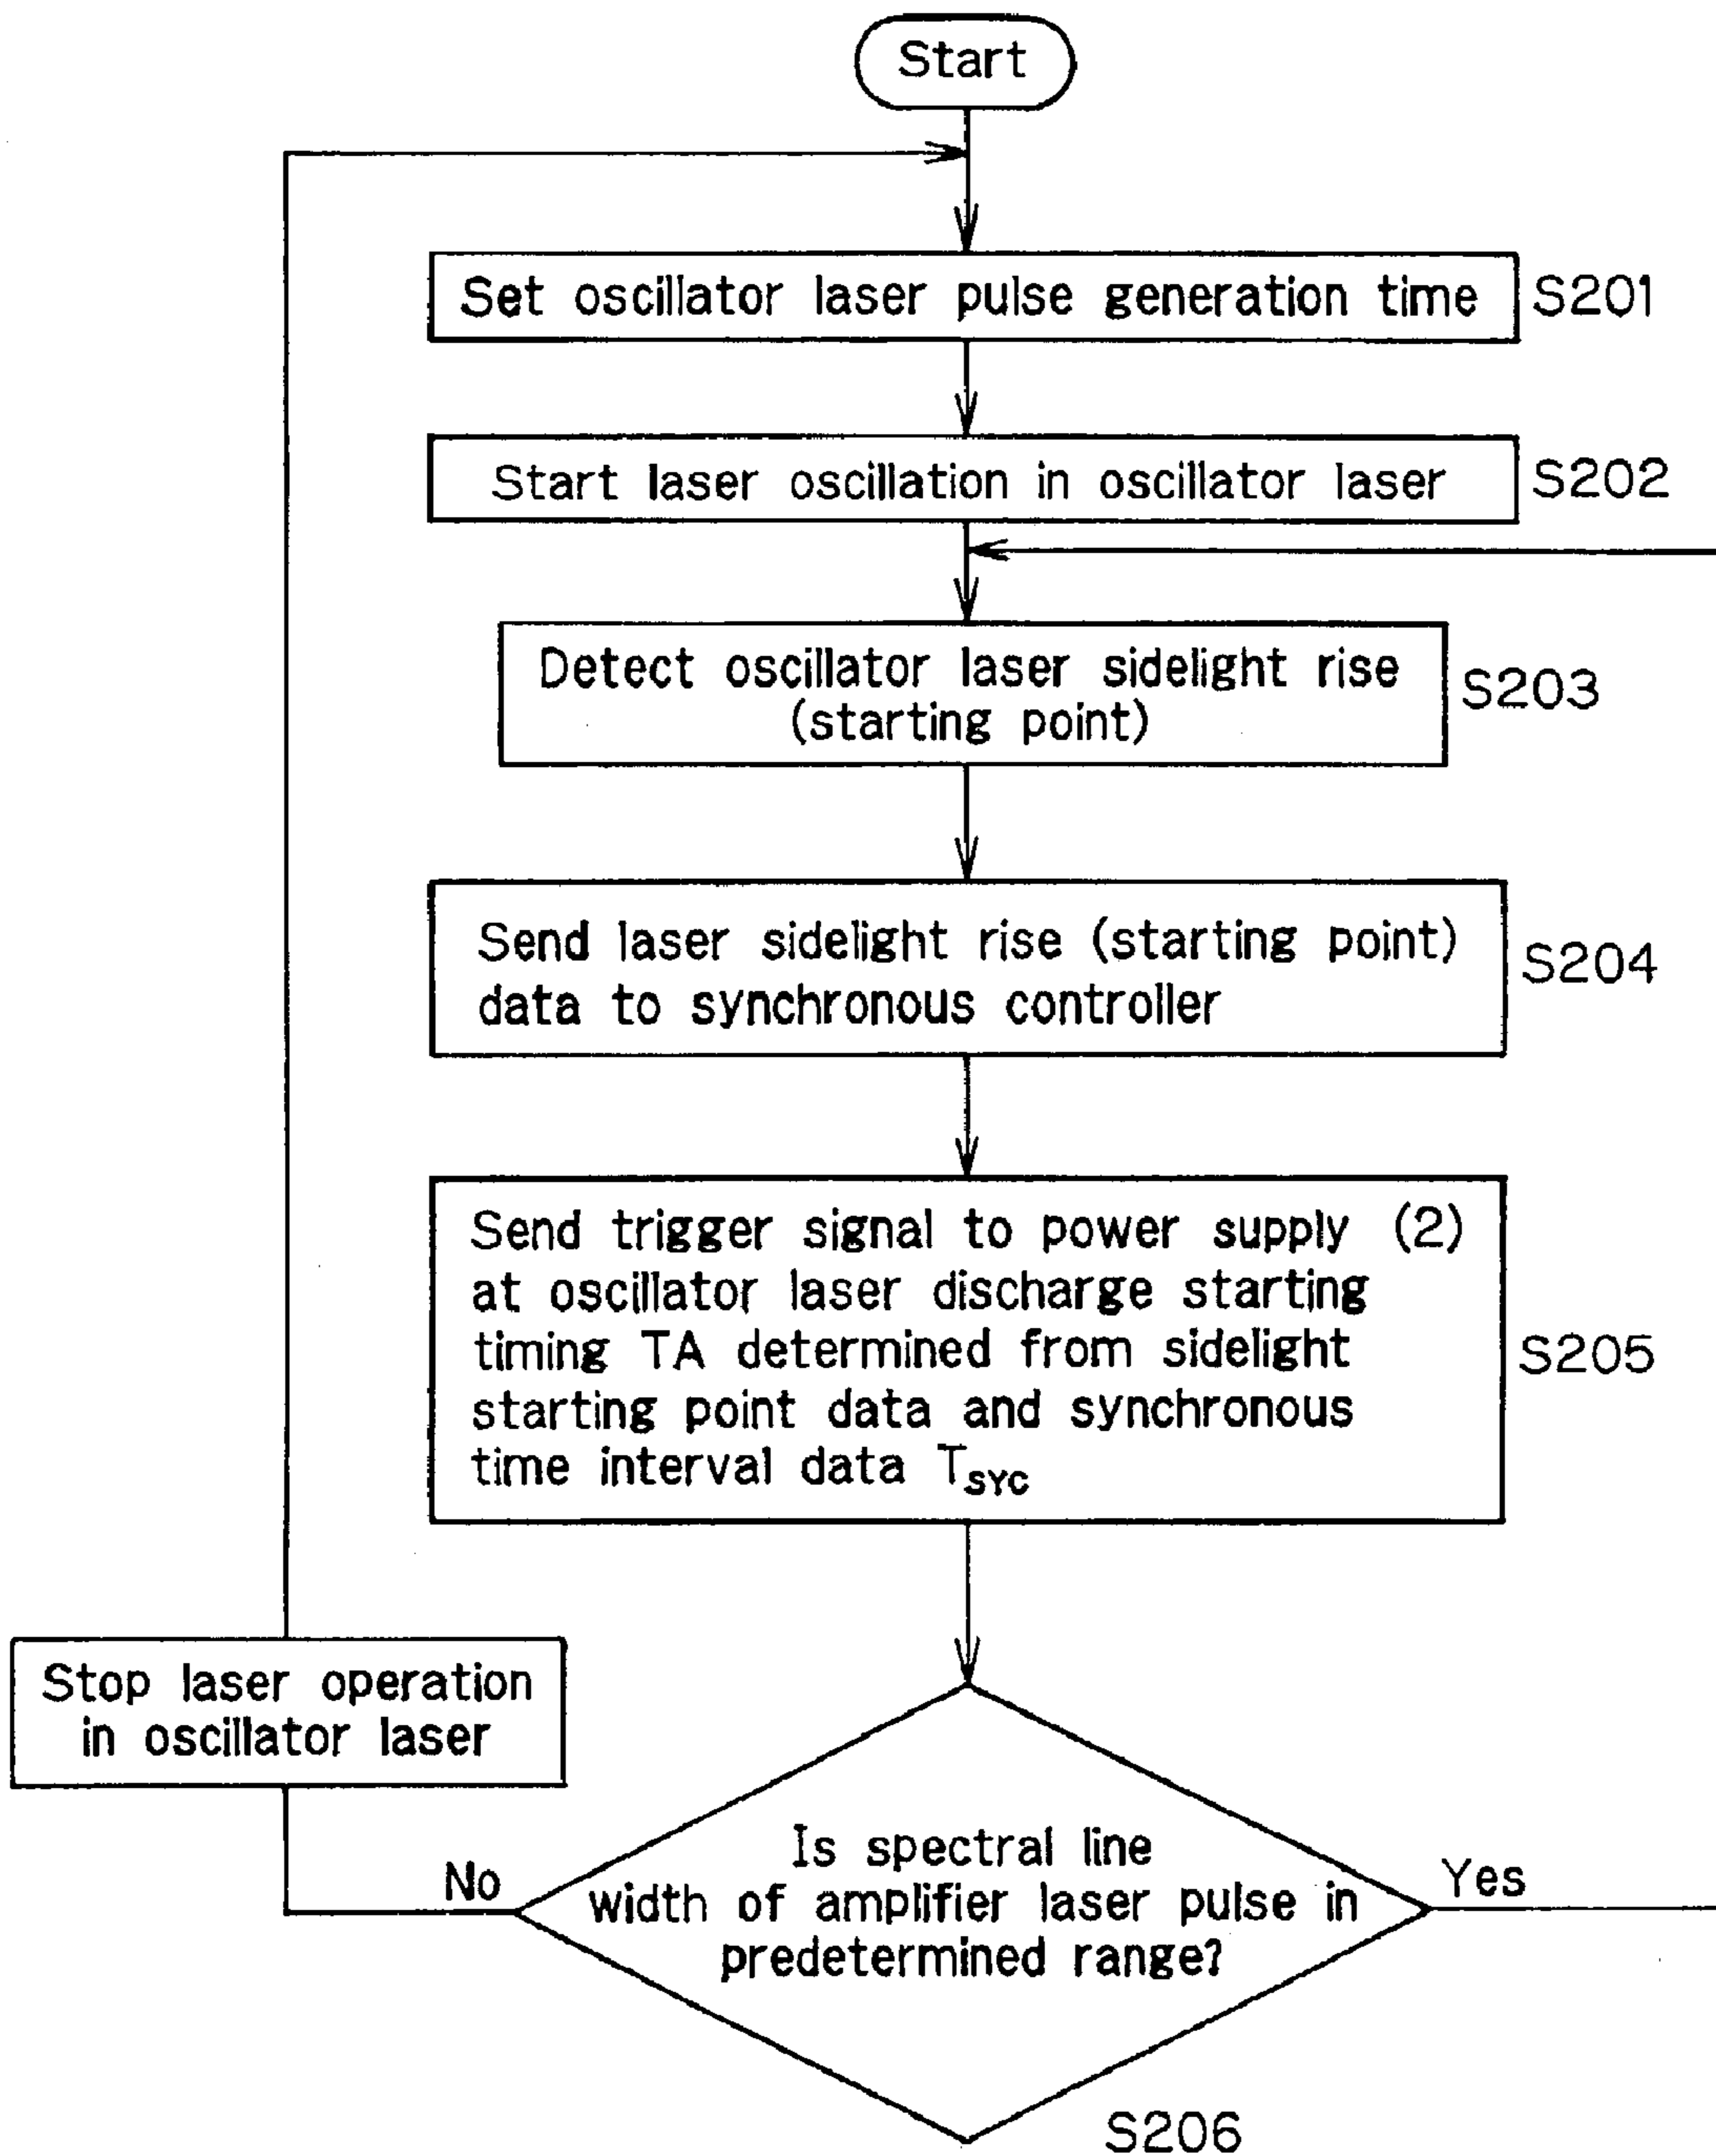 Start
Set oscillator laser pulse generation time
S201
Start laser oscillation in oscillator laser
S202
Detect oscillator laser sidelight rise
(starting point)
S203
Send laser sidelight rise (starting point)
data to synchronous controller
S204
Send trigger signal to power supply (2)
at oscillator laser discharge starting
timing TA determined from sidelight
starting point data and synchronous
time interval data TSYC
S205
Stop laser operation
in oscillator laser
No
Is spectral line
width of amplifier laser pulse in
predetermined range?
Yes
S206